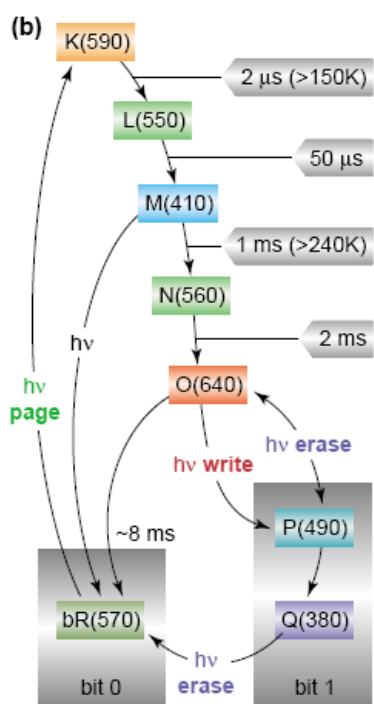 (b)
K(590)
2 μs (>150K)
L(550)
50 μs
M(410)
1 ms (>240K)
N(560)
hν
2 ms
O(640)
hν
page
hν erase
hν write
P(490)
~8 ms
bR(570)
Q(380)
hν
erase
bit 0
bit 1